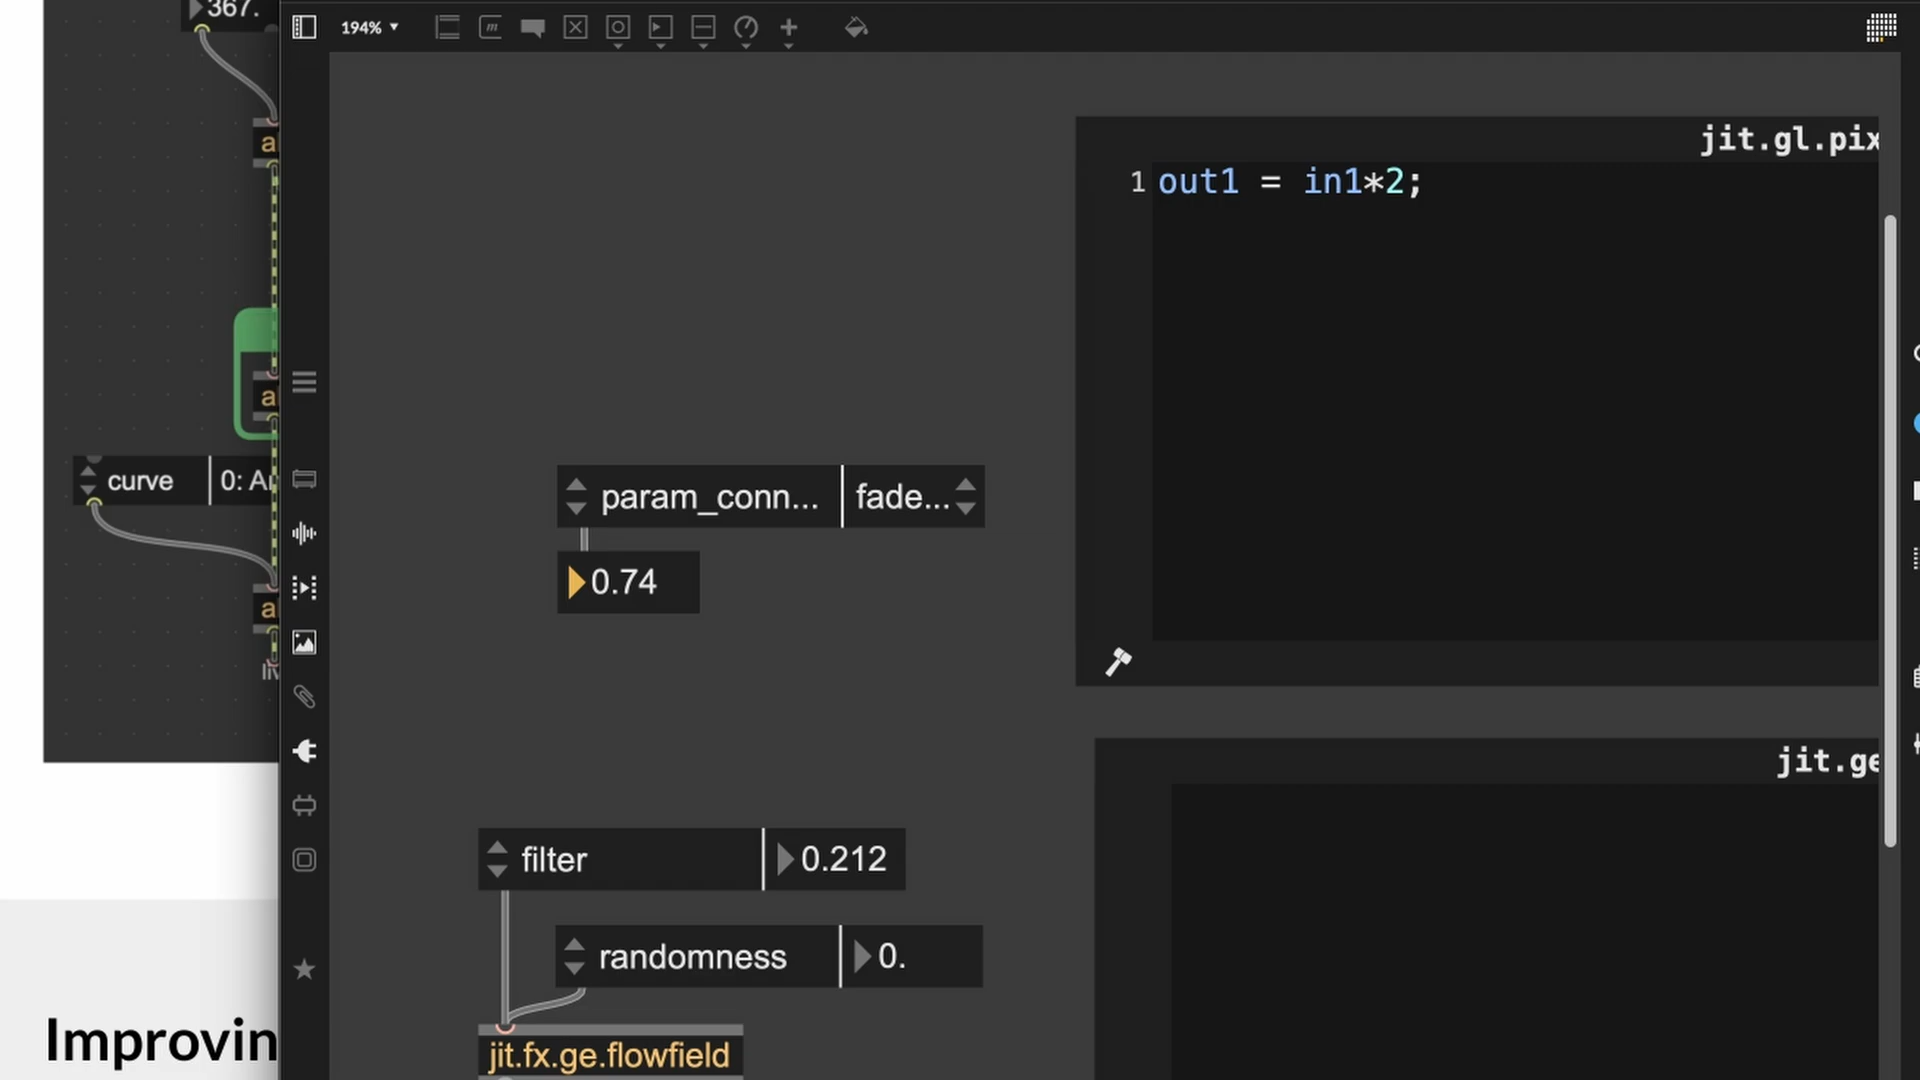 367.
194%
jit.gl.pix
1 out1 = in1*2;
curve 0: A
param_conn... fade...
0.74
jit.ge
filter 0.212
randomness 0.
Improvin
jit.fx.ge.flowfield